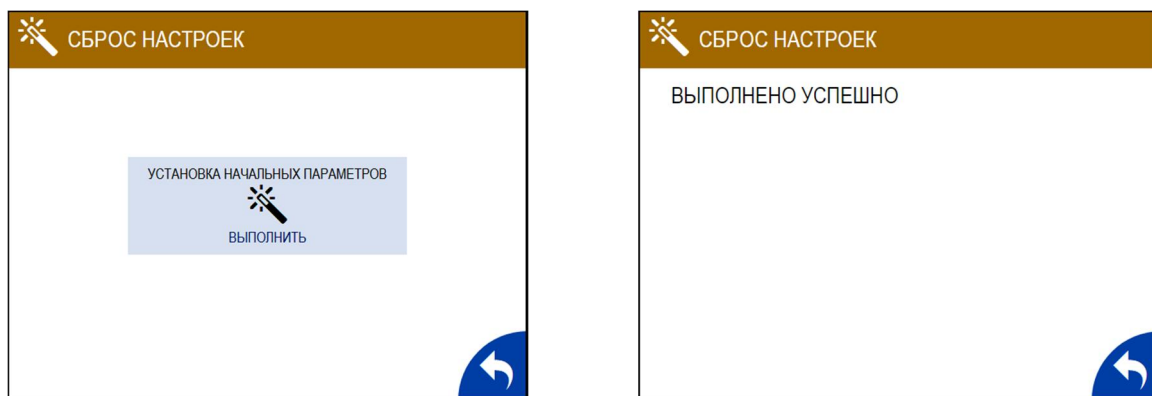 СБРОС НАСТРОЕК
УСТАНОВКА НАЧАЛЬНЫХ ПАРАМЕТРОВ
ВЫПОЛНИТЬ
СБРОС НАСТРОЕК
ВЫПОЛНЕНО УСПЕШНО